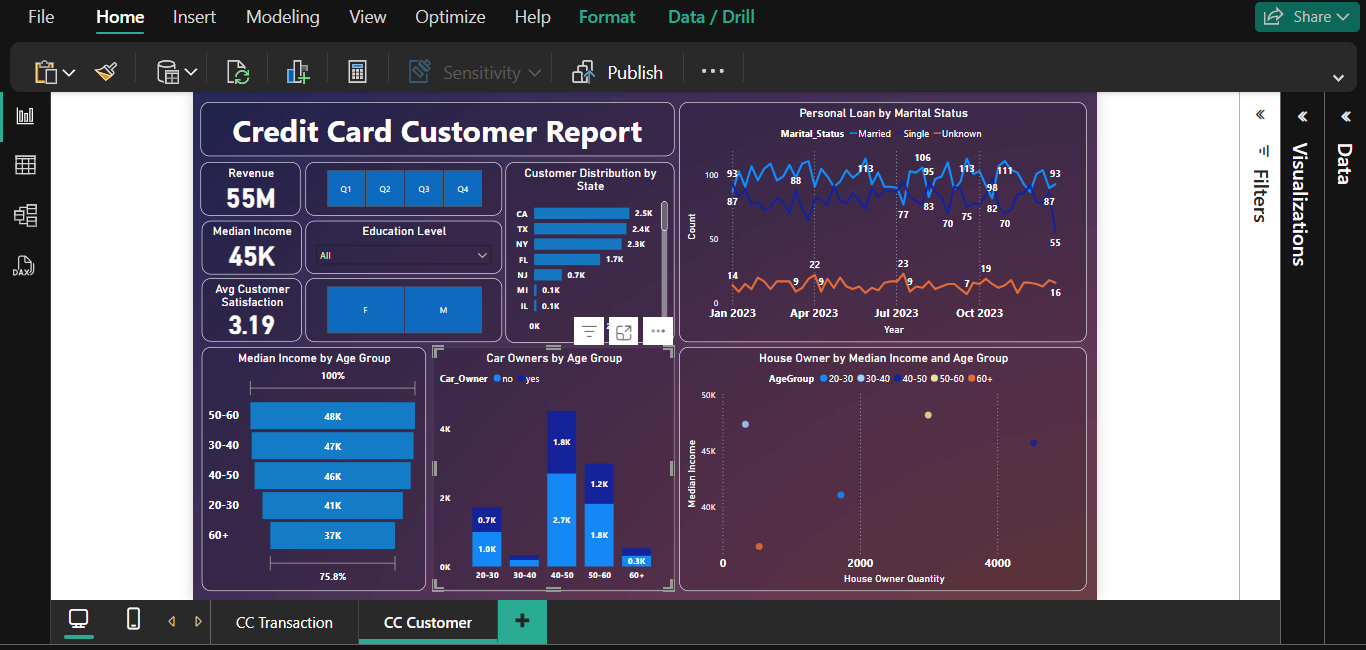 File Home Insert Modeling View Optimize Help Format Data / Drill Share
Sensitivity Publish
Credit Card Customer Report
Revenue
55M
Q1 Q2 Q3 Q4
Median Income
45K
Education Level
All
Avg Customer
Satisfaction
3.19
F M
Customer Distribution by
State
CA 2.5K
TX 2.4K
NY 2.3K
FL 1.7K
NJ 0.7K
MI 0.1K
IL 0.1K
0K
Personal Loan by Marital Status
Marital_Status Married Single Unknown
Count
100
50
0
93 87 88 113 106 95 77 83 113 70 75 111 98 82 70 93 87 55
14 9 22 9 23 9 7 19 16
Jan 2023 Apr 2023 Jul 2023 Oct 2023
Year
Median Income by Age Group
100%
50-60 48K
30-40 47K
40-50 46K
20-30 41K
60+ 37K
75.8%
Car Owners by Age Group
Car_Owner no yes
4K
2K
0K
0.7K 1.0K 1.8K 2.7K 1.2K 1.8K 0.3K
20-30 30-40 40-50 50-60 60+
House Owner by Median Income and Age Group
AgeGroup 20-30 30-40 40-50 50-60 60+
Median Income
50K
45K
40K
0 2000 4000
House Owner Quantity
Filters
Visualizations
Data
DAX
CC Transaction CC Customer